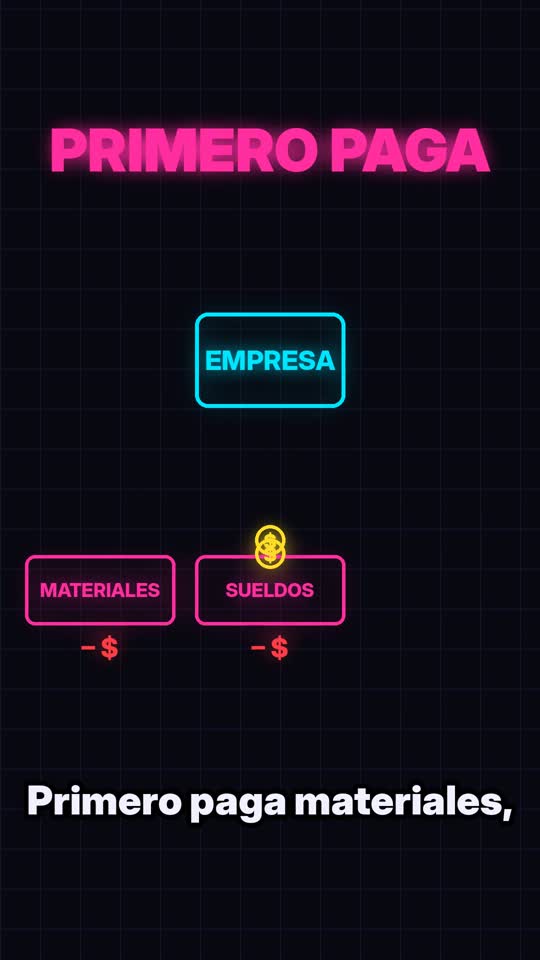 PRIMERO PAGA
EMPRESA
$
$
MATERIALES
SUELDOS
– $
– $
Primero paga materiales,